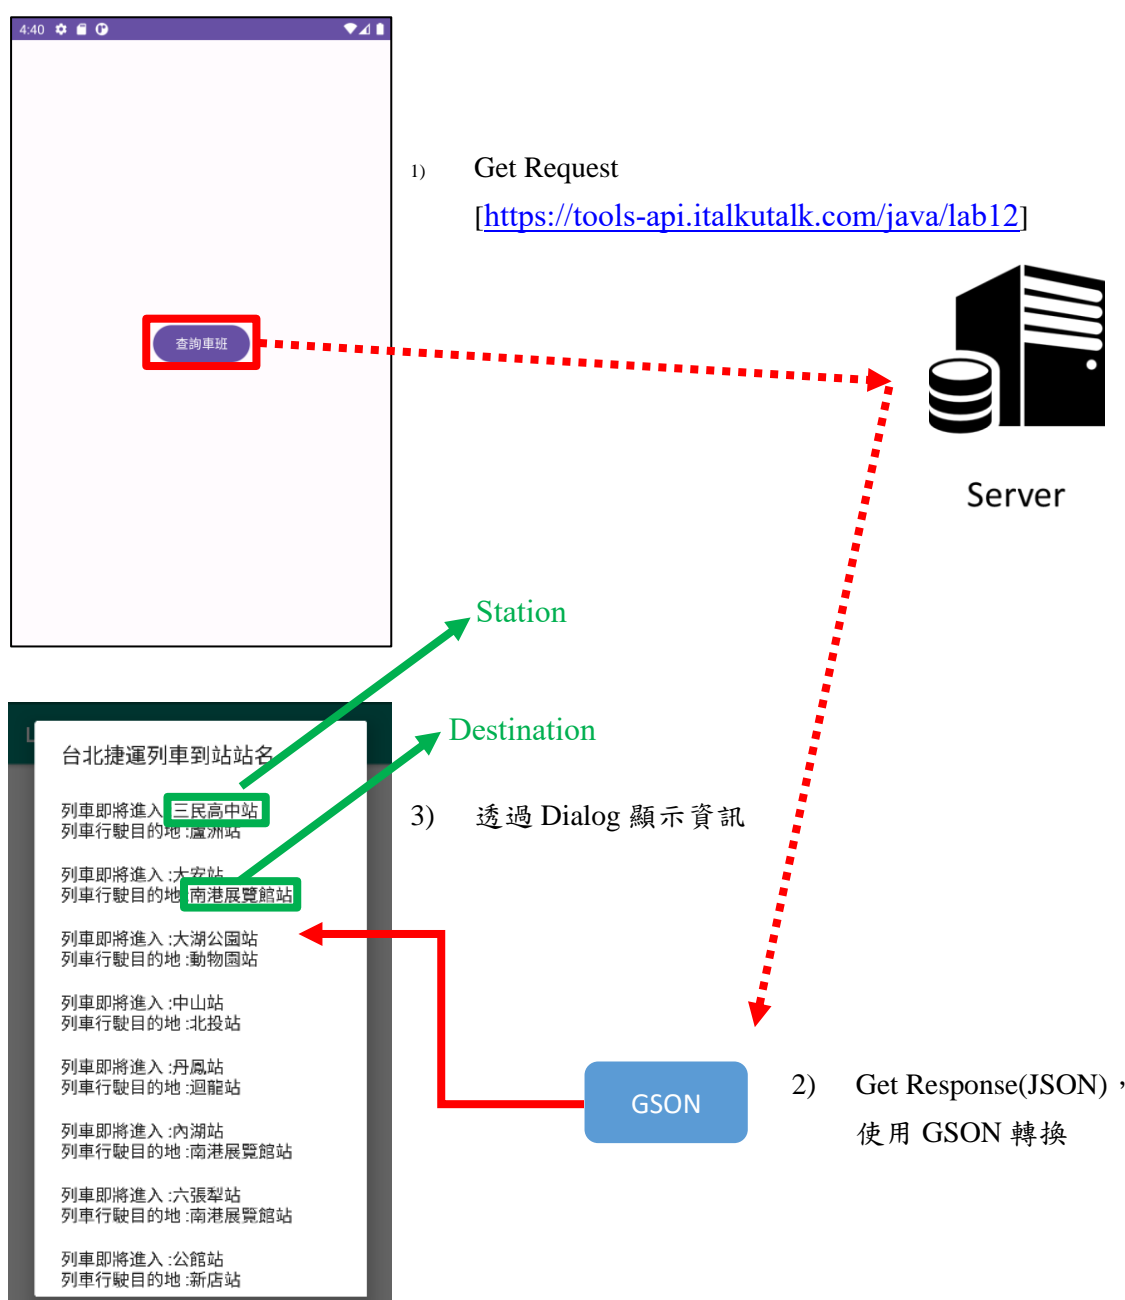 4:40
1) Get Request
[https://tools-api.italkutalk.com/java/lab12]
查詢車班
Server
Station
Destination
台北捷運列車到站站名
列車即將進入 :三民高中站
列車行駛目的地 :蘆洲站
3) 透過 Dialog 顯示資訊
列車即將進入 :大安站
列車行駛目的地 :南港展覽館站
列車即將進入 :大湖公園站
列車行駛目的地 :動物園站
列車即將進入 :中山站
列車行駛目的地 :北投站
列車即將進入 :丹鳳站
列車行駛目的地 :迴龍站
GSON
2) Get Response(JSON),
使用 GSON 轉換
列車即將進入 :內湖站
列車行駛目的地 :南港展覽館站
列車即將進入 :六張犁站
列車行駛目的地 :南港展覽館站
列車即將進入 :公館站
列車行駛目的地 :新店站